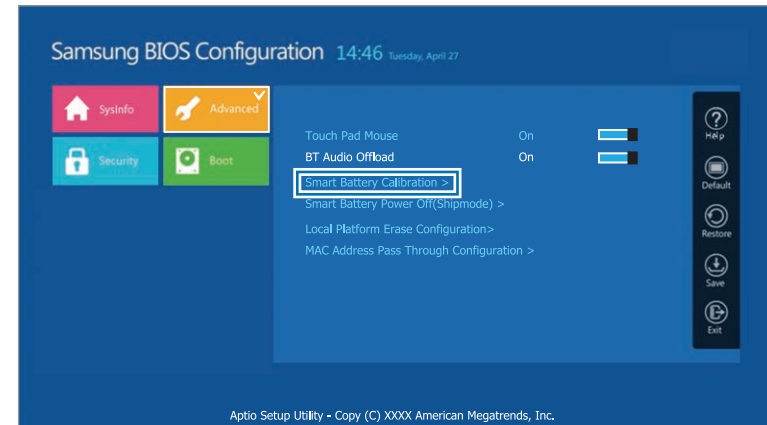 Samsung BIOS Configuration 14:46 Tuesday, April 27
SysInfo
Advanced
Security
Boot
Touch Pad Mouse On
BT Audio Offload On
Smart Battery Calibration >
Smart Battery Power Off(Shipmode) >
Local Platform Erase Configuration>
MAC Address Pass Through Configuration >
Help
Default
Restore
Save
Exit
Aptio Setup Utility - Copy (C) XXXX American Megatrends, Inc.